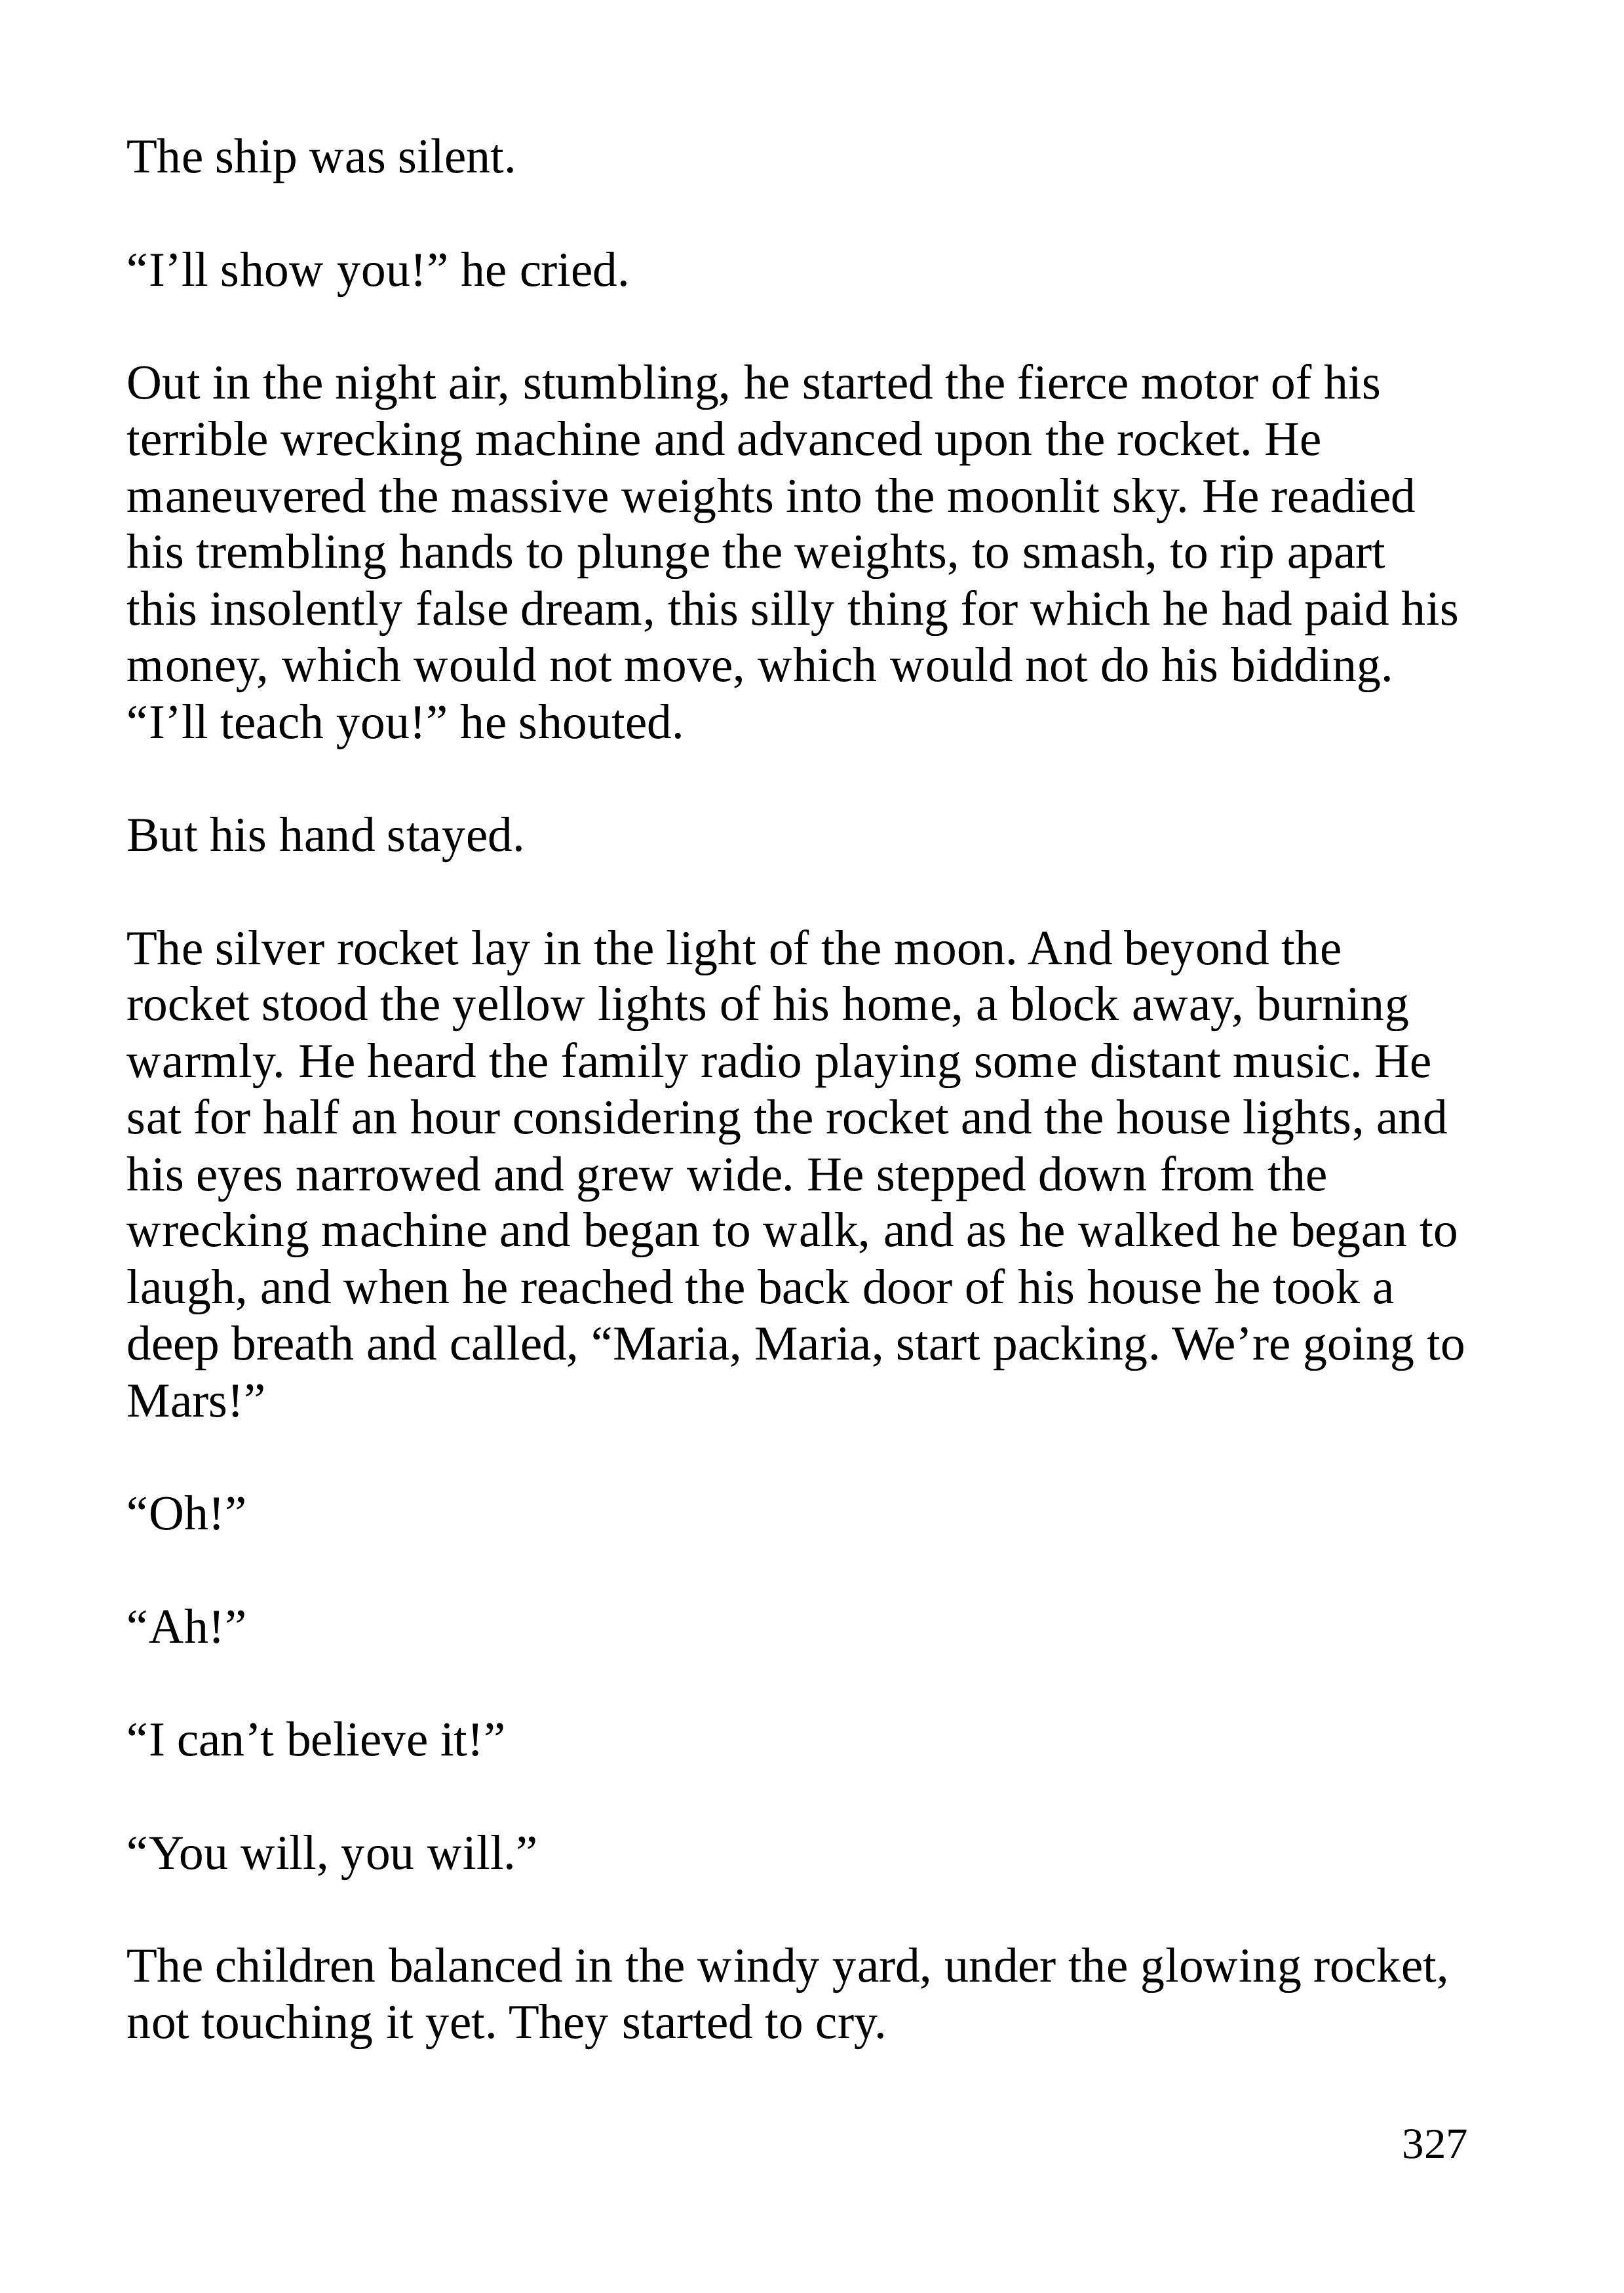 The ship was silent.
“I’ll show you!” he cried.
Out in the night air, stumbling, he started the fierce motor of his
terrible wrecking machine and advanced upon the rocket. He
maneuvered the massive weights into the moonlit sky. He readied
his trembling hands to plunge the weights, to smash, to rip apart
this insolently false dream, this silly thing for which he had paid his
money, which would not move, which would not do his bidding.
“I’ll teach you!” he shouted.
But his hand stayed.
The silver rocket lay in the light of the moon. And beyond the
rocket stood the yellow lights of his home, a block away, burning
warmly. He heard the family radio playing some distant music. He
sat for half an hour considering the rocket and the house lights, and
his eyes narrowed and grew wide. He stepped down from the
wrecking machine and began to walk, and as he walked he began to
laugh, and when he reached the back door of his house he took a
deep breath and called, “Maria, Maria, start packing. We’re going to
Mars!”
“Oh!”
“Ah!”
“I can’t believe it!”
“You will, you will.”
The children balanced in the windy yard, under the glowing rocket,
not touching it yet. They started to cry.
327